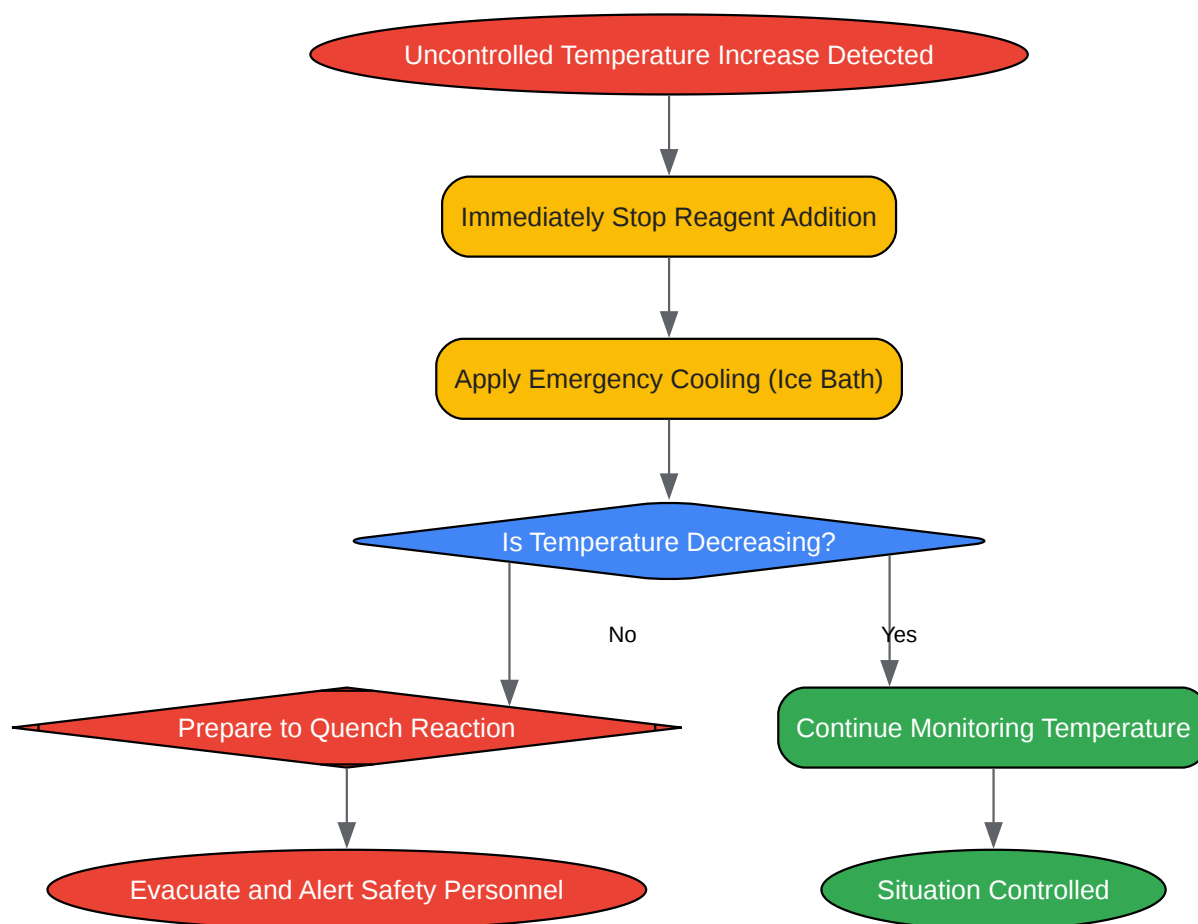 Uncontrolled Temperature Increase Detected
Immediately Stop Reagent Addition
Apply Emergency Cooling (Ice Bath)
Is Temperature Decreasing?
No
Yes
Prepare to Quench Reaction
Continue Monitoring Temperature
Evacuate and Alert Safety Personnel
Situation Controlled